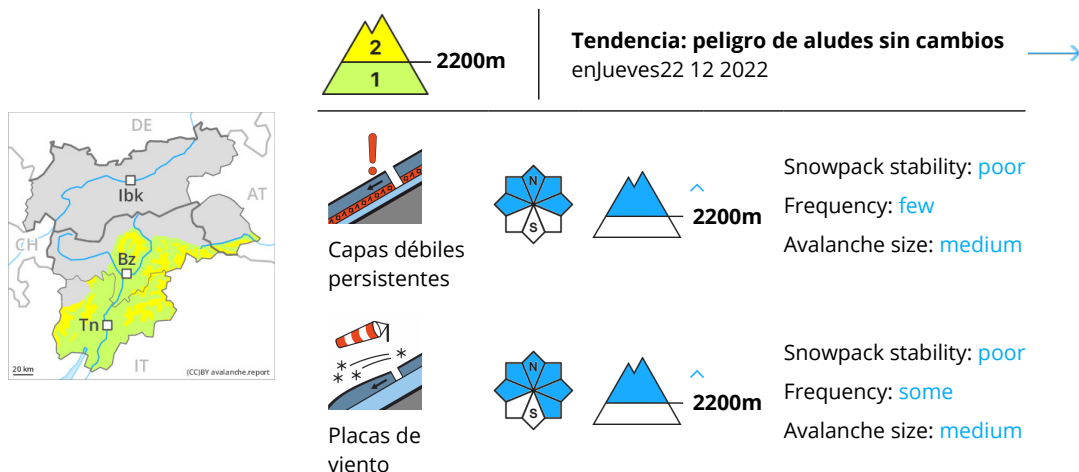 2
1
2200m
Tendencia: peligro de aludes sin cambios
enJueves22 12 2022
DE
Ibk
AT
CH
Bz
Tn
IT
20 km
(CC)BY avalanche.report
N
S
2200m
Snowpack stability: poor
Frequency: few
Avalanche size: medium
Capas débiles
persistentes
N
S
2200m
Snowpack stability: poor
Frequency: some
Avalanche size: medium
Placas de
viento